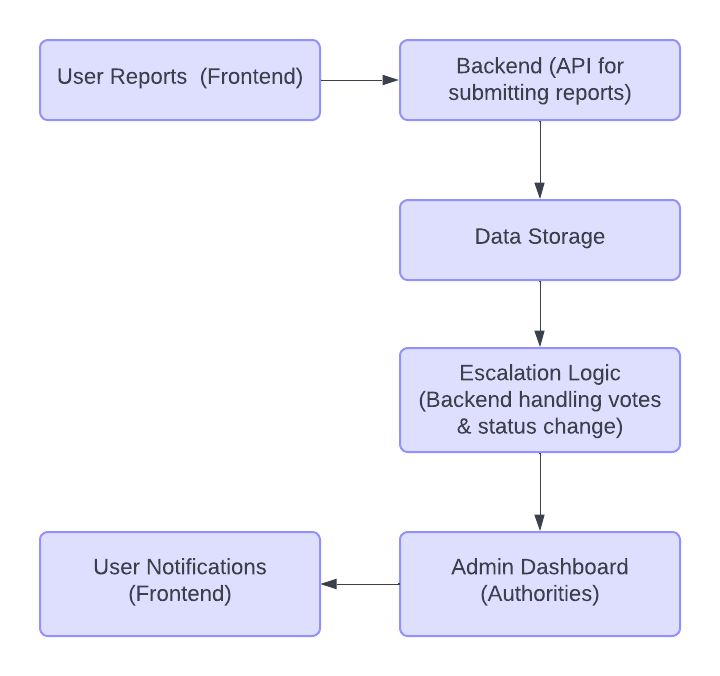 User Reports  (Frontend)
Backend (API for
submitting reports)
Data Storage
Escalation Logic
(Backend handling votes
& status change)
Admin Dashboard
(Authorities)
User Notifications
(Frontend)